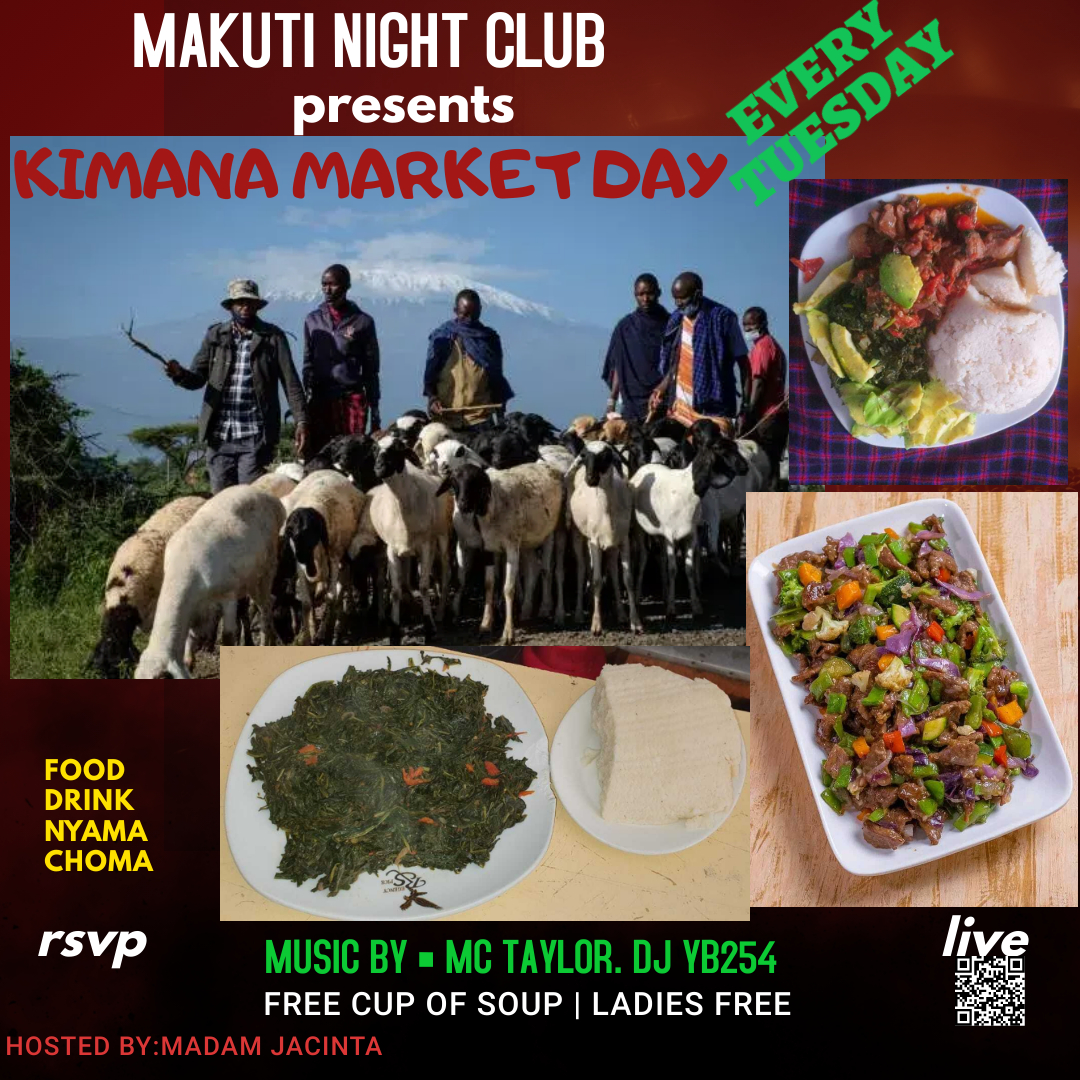 MAKUTI NIGHT CLUB
presents
EVERY
TUESDAY
KIMANA MARKET DAY
FOOD
DRINK
NYAMA
CHOMA
rsvp
live
MUSIC BY ▪ MC TAYLOR. DJ YB254
FREE CUP OF SOUP | LADIES FREE
HOSTED BY:MADAM JACINTA